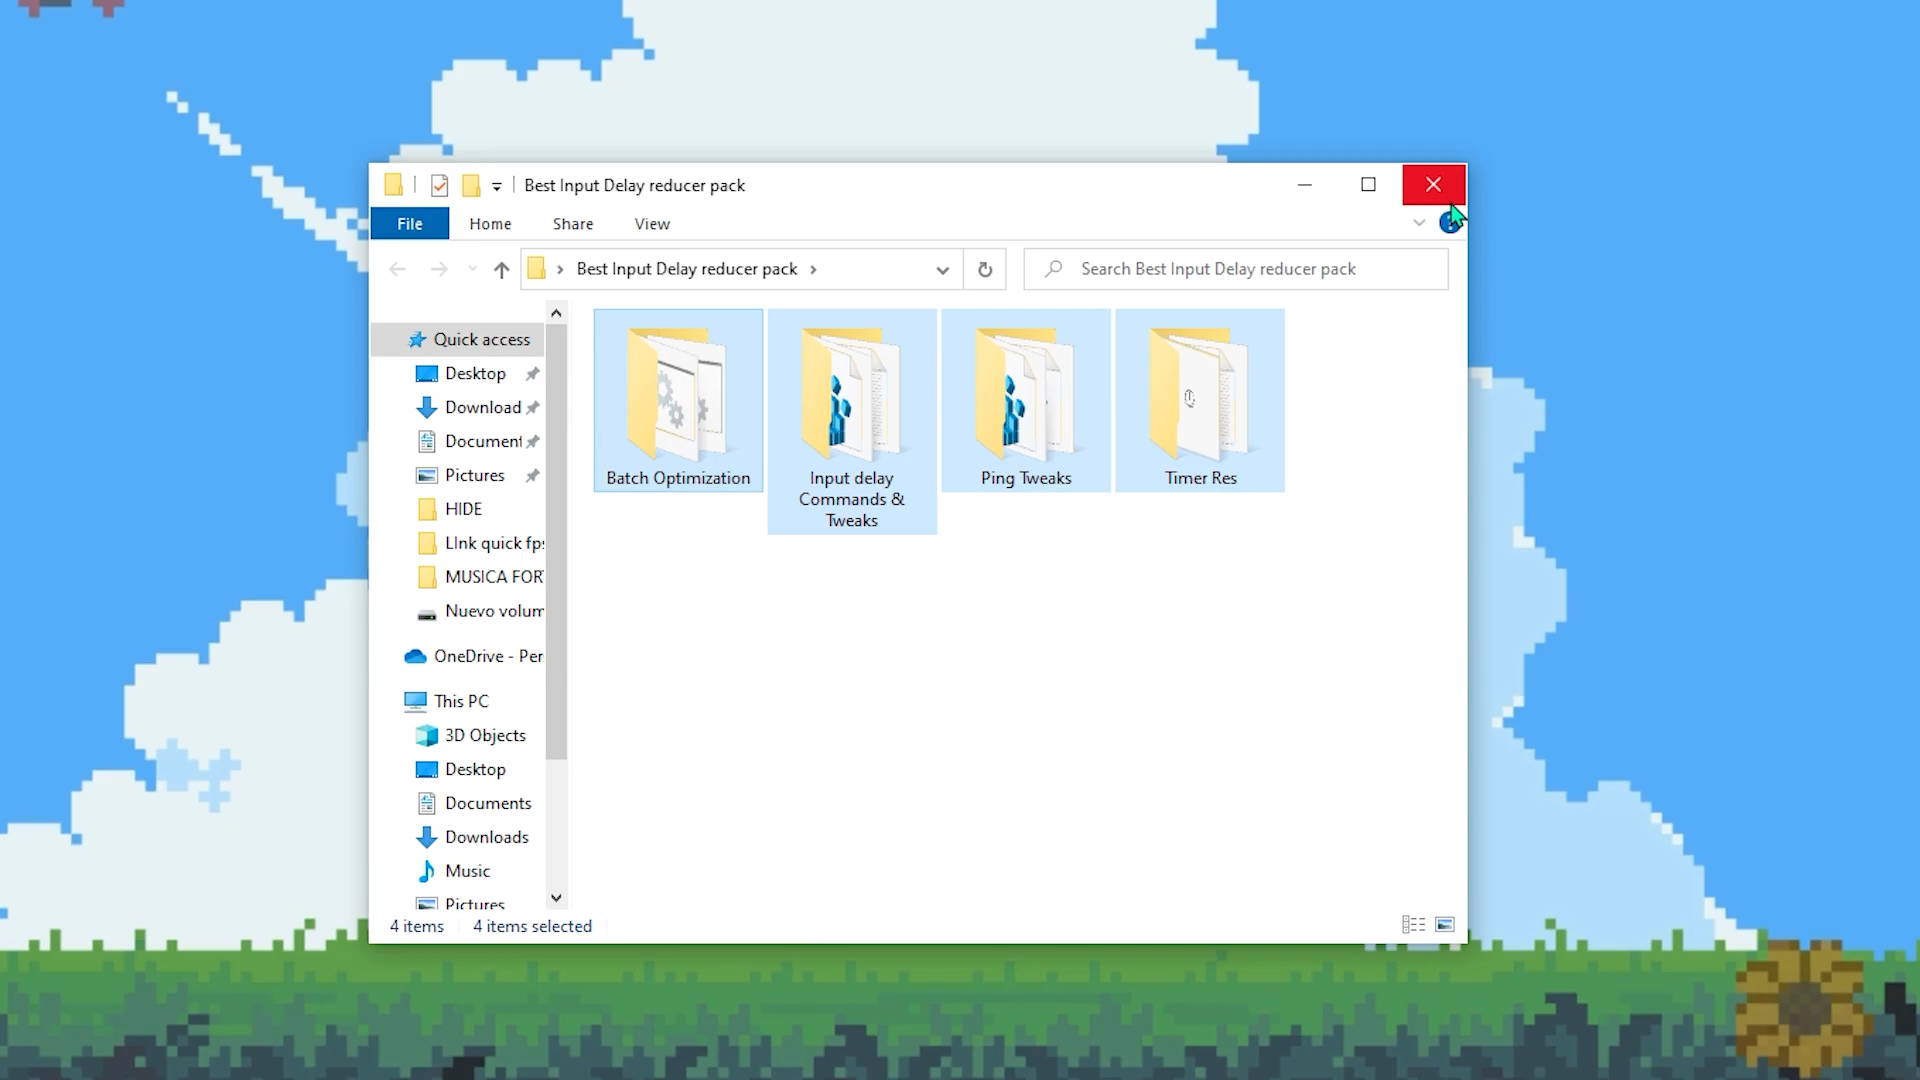 Best Input Delay reducer pack
File Home Share View
Best Input Delay reducer pack
Search Best Input Delay reducer pack
Quick access
Desktop
Download
Document
Pictures
HIDE
LInk quick fp
MUSICA FOR
Nuevo volum
OneDrive - Per
This PC
3D Objects
Desktop
Documents
Downloads
Music
Pictures
Batch Optimization
Input delay
Commands &
Tweaks
Ping Tweaks
Timer Res
4 items 4 items selected